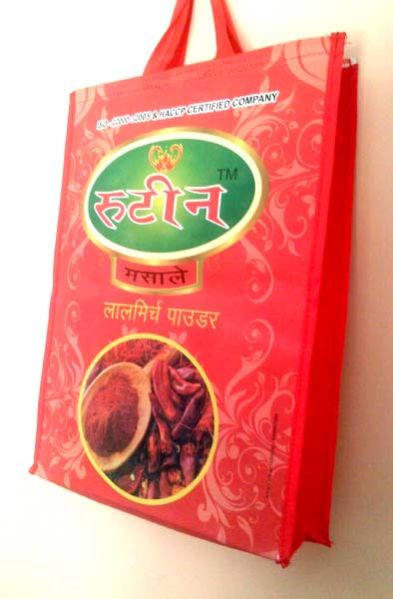 ISO - 22000 : 2005 & HACCP CERTIFIED COMPANY
रुटीन TM
मसाले
लालमिर्च पाउडर